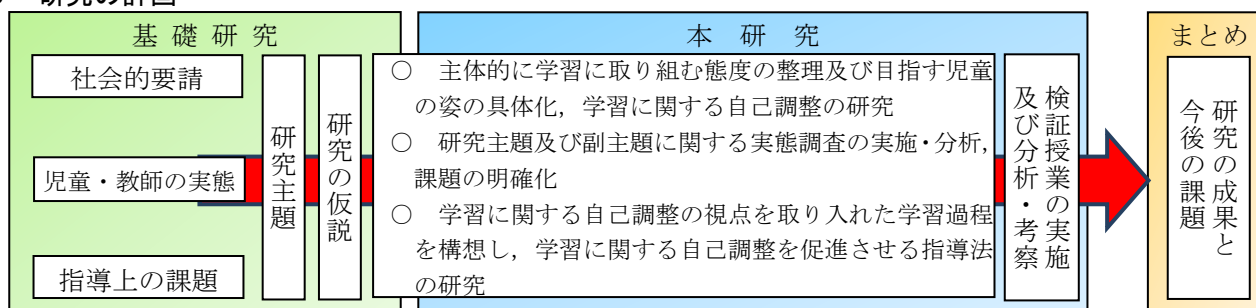 研究の計画
基礎研究
社会的要請
児童・教師の実態
指導上の課題
研究主題
研究の仮説
本研究
○　主体的に学習に取り組む態度の整理及び目指す児童
の姿の具体化，学習に関する自己調整の研究
○　研究主題及び副主題に関する実態調査の実施・分析，
課題の明確化
○　学習に関する自己調整の視点を取り入れた学習過程
を構想し，学習に関する自己調整を促進させる指導法
の研究
検証授業の実施
及び分析・考察
まとめ
研究の成果と
今後の課題